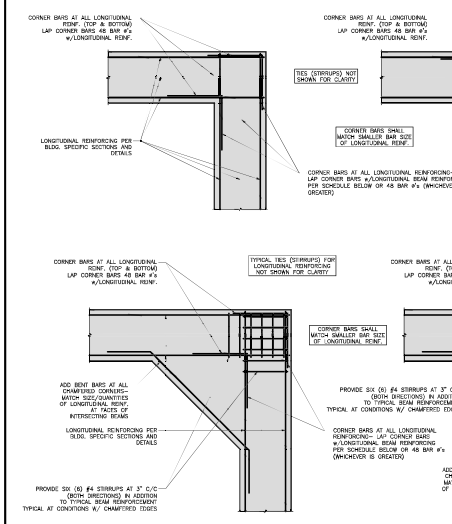 CORNER BARS AT ALL LONGITUDINAL
REINF. (TOP & BOTTOM)
LAP CORNER BARS 48 BAR ø's
w/LONGITUDINAL REINF.
CORNER BARS AT ALL LONGITUDINAL
REINF. (TOP & BOTTOM)
LAP CORNER BARS 48 BAR ø's
w/LONGITUDINAL REINF.
TIES (STIRRUPS) NOT
SHOWN FOR CLARITY
CORNER BARS SHALL
MATCH SMALLER BAR SIZE
OF LONGITUDINAL REINF.
LONGITUDINAL REINFORCING PER
BLDG. SPECIFIC SECTIONS AND
DETAILS
CORNER BARS AT ALL LONGITUDINAL REINFORCING-
LAP CORNER BARS w/LONGITUDINAL BEAM
PER SCHEDULE BELOW OR 48 BAR ø's (WHICHEVER
GREATER)
CORNER BARS AT ALL LONGITUDINAL
REINF. (TOP & BOTTOM)
LAP CORNER BARS 48 BAR ø's
w/LONGITUDINAL REINF.
TYPICAL TIES (STIRRUPS) FOR
LONGITUDINAL REINFORCING
NOT SHOWN FOR CLARITY
CORNER BARS AT
REINF.
LAP CORNER
CORNER BARS SHALL
MATCH SMALLER BAR SIZE
OF LONGITUDINAL REINF.
ADD BENT BARS AT ALL
CHAMFERED CORNERS-
MATCH SIZE/QUANTITIES
OF LONGITUDINAL REINF.
AT FACES OF
INTERSECTING BEAMS
LONGITUDINAL REINFORCING PER
BLDG. SPECIFIC SECTIONS AND
DETAILS
PROVIDE SIX (6) #4 STIRRUPS AT 3"
(BOTH DIRECTIONS) IN
TO TYPICAL BEAM
TYPICAL AT CONDITIONS W/ CHAMFERED
CORNER BARS AT ALL LONGITUDINAL
REINFORCING- LAP CORNER BARS
w/LONGITUDINAL BEAM REINFORCING
PER SCHEDULE BELOW OR 48 BAR ø's
(WHICHEVER IS GREATER)
PROVIDE SIX (6) #4 STIRRUPS AT 3" C/C
(BOTH DIRECTIONS) IN ADDITION
TO TYPICAL BEAM REINFORCEMENT
TYPICAL AT CONDITIONS W/ CHAMFERED EDGES
OF